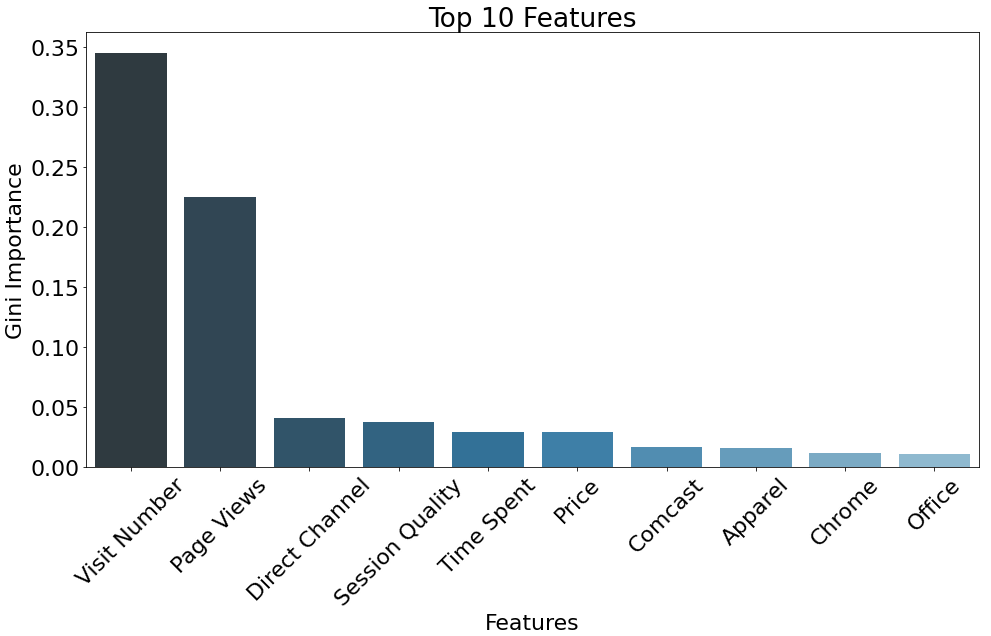 Top 10 Features
Gini Importance
0.35
0.30
0.25
0.20
0.15
0.10
0.05
0.00
Visit Number
Page Views
Direct Channel
Session Quality
Time Spent
Price
Comcast
Apparel
Chrome
Office
Features